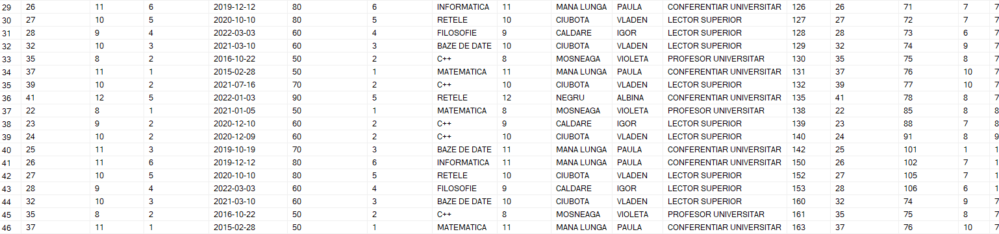 29 26 11 6 2019-12-12 80 6 INFORMATICA 11 MANA LUNGA PAULA CONFERENTIAR UNIVERSITAR 126 26 71 7 7
30 27 10 5 2020-10-10 80 5 RETELE 10 CIUBOTA VLADEN LECTOR SUPERIOR 127 27 72 7 7
31 28 9 4 2022-03-03 60 4 FILOSOFIE 9 CALDARE IGOR LECTOR SUPERIOR 128 28 73 6 7
32 32 10 3 2021-03-10 60 3 BAZE DE DATE 10 CIUBOTA VLADEN LECTOR SUPERIOR 129 32 74 9 7
33 35 8 2 2016-10-22 50 2 C++ 8 MOSNEAGA VIOLETA PROFESOR UNIVERSITAR 130 35 75 8 7
34 37 11 1 2015-02-28 50 1 MATEMATICA 11 MANA LUNGA PAULA CONFERENTIAR UNIVERSITAR 131 37 76 10 7
35 39 10 2 2021-07-16 70 2 C++ 10 CIUBOTA VLADEN LECTOR SUPERIOR 132 39 77 10 7
36 41 12 5 2022-01-03 90 5 RETELE 12 NEGRU ALBINA CONFERENTIAR UNIVERSITAR 135 41 78 8 7
37 22 8 1 2021-01-05 50 1 MATEMATICA 8 MOSNEAGA VIOLETA PROFESOR UNIVERSITAR 138 22 85 8 8
38 23 9 2 2020-12-10 60 2 C++ 9 CALDARE IGOR LECTOR SUPERIOR 139 23 88 7 8
39 24 10 2 2020-12-09 60 2 C++ 10 CIUBOTA VLADEN LECTOR SUPERIOR 140 24 91 8 9
40 25 11 3 2019-10-19 70 3 BAZE DE DATE 11 MANA LUNGA PAULA CONFERENTIAR UNIVERSITAR 142 25 101 1 1
41 26 11 6 2019-12-12 80 6 INFORMATICA 11 MANA LUNGA PAULA CONFERENTIAR UNIVERSITAR 150 26 102 7 1
42 27 10 5 2020-10-10 80 5 RETELE 10 CIUBOTA VLADEN LECTOR SUPERIOR 152 27 105 7 1
43 28 9 4 2022-03-03 60 4 FILOSOFIE 9 CALDARE IGOR LECTOR SUPERIOR 153 28 106 6 1
44 32 10 3 2021-03-10 60 3 BAZE DE DATE 10 CIUBOTA VLADEN LECTOR SUPERIOR 160 32 74 9 7
45 35 8 2 2016-10-22 50 2 C++ 8 MOSNEAGA VIOLETA PROFESOR UNIVERSITAR 161 35 75 8 7
46 37 11 1 2015-02-28 50 1 MATEMATICA 11 MANA LUNGA PAULA CONFERENTIAR UNIVERSITAR 163 37 76 10 7